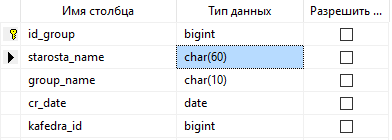 Имя столбца Тип данных Разрешить ...
id_group bigint
starosta_name char(60)
group_name char(10)
cr_date date
kafedra_id bigint